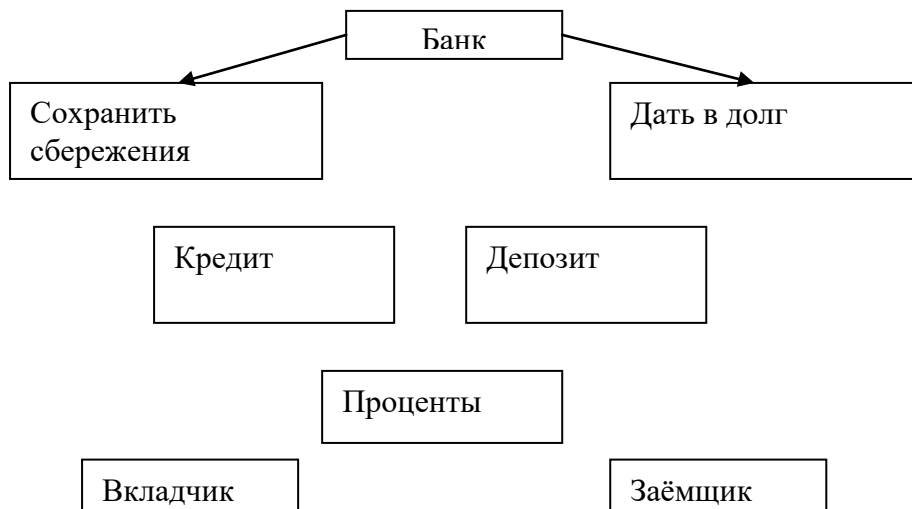 Банк
Сохранить
сбережения
Дать в долг
Кредит
Депозит
Проценты
Вкладчик
Заёмщик